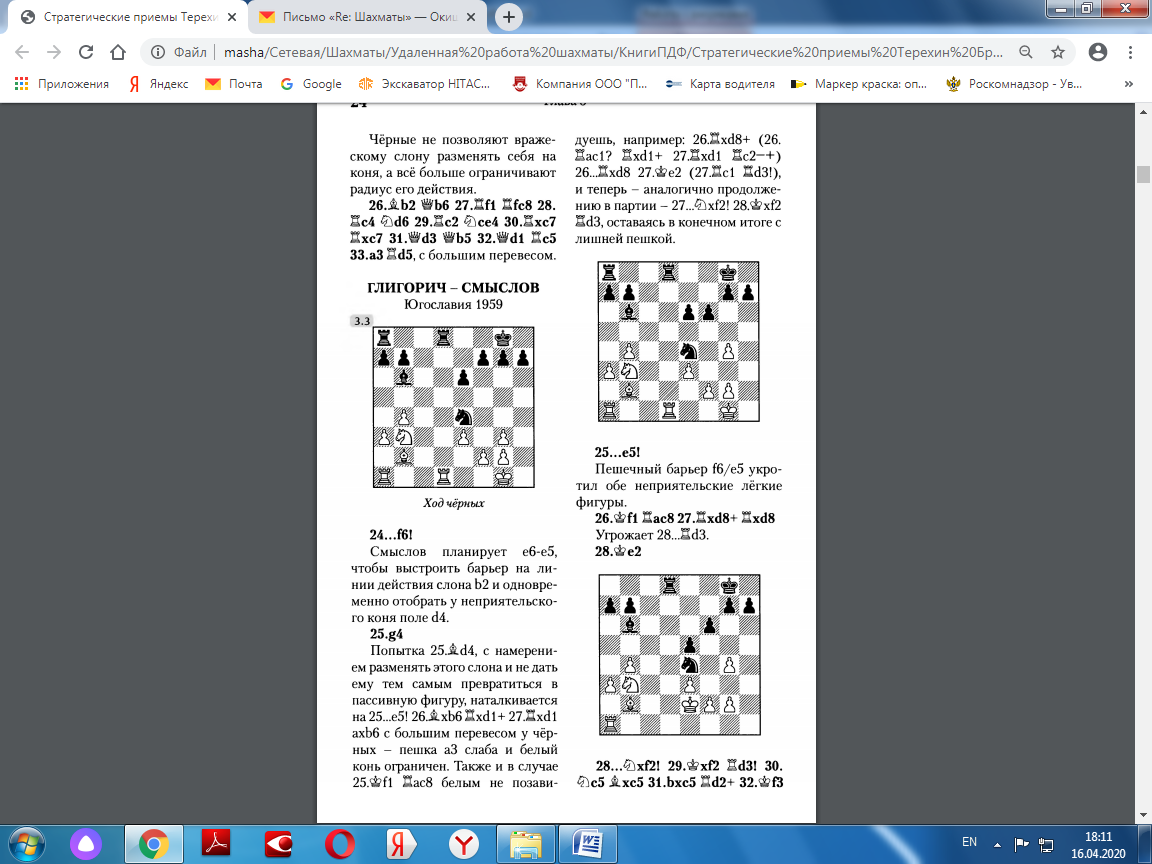 Стратегические приемы Терехи
Письмо «Re: Шахматы» — Окиш
Файл | masha/Сетевая/Шахматы/Удаленная%20работа%20шахматы/КнигиПДФ/Стратегические%20приемы%20Терехин%20Бр...
Приложения
Яндекс
Почта
Google
Экскаватор HITAC...
Компания ООО "П...
Карта водителя
Маркер краска: оп...
Роскомнадзор - Ув...
»
24
Чёрные не позволяют враже-
скому слону разменять себя на
коня, а всё больше ограничивают
радиус его действия.
26.♗b2 ♕b6 27.♖f1 ♖fc8 28.
♖c4 ♘d6 29.♖c2 ♘ce4 30.♖xc7
♖xc7 31.♕d3 ♕b5 32.♕d1 ♖c5
33.a3 ♖d5, с большим перевесом.
ГЛИГОРИЧ – СМЫСЛОВ
Югославия 1959
3.3
Ход чёрных
24...f6!
Смыслов планирует e6-e5,
чтобы выстроить барьер на ли-
нии действия слона b2 и одновре-
менно отобрать у неприятельско-
го коня поле d4.
25.g4
Попытка 25.♗d4, с намерени-
ем разменять этого слона и не дать
ему тем самым превратиться в
пассивную фигуру, наталкивается
на 25...e5! 26.♗xb6 ♖xd1+ 27.♖xd1
axb6 с большим перевесом у чёр-
ных – пешка a3 слаба и белый
конь ограничен. Также и в случае
25.♔f1 ♖ac8 белым не позави-
дуешь, например: 26.♖xd8+ (26.
♖ac1? ♖xd1+ 27.♖xd1 ♖c2–+)
26...♖xd8 27.♔e2 (27.♖c1 ♖d3!),
и теперь – аналогично продолже-
нию в партии – 27...♘xf2! 28.♔xf2
♖d3, оставаясь в конечном итоге с
лишней пешкой.
25...e5!
Пешечный барьер f6/e5 укро-
тил обе неприятельские лёгкие
фигуры.
26.♔f1 ♖ac8 27.♖xd8+ ♖xd8
Угрожает 28...♖d3.
28.♔e2
28...♘xf2! 29.♔xf2 ♖d3! 30.
♘c5 ♗xc5 31.bxc5 ♖d2+ 32.♔f3
EN
18:11
16.04.2020